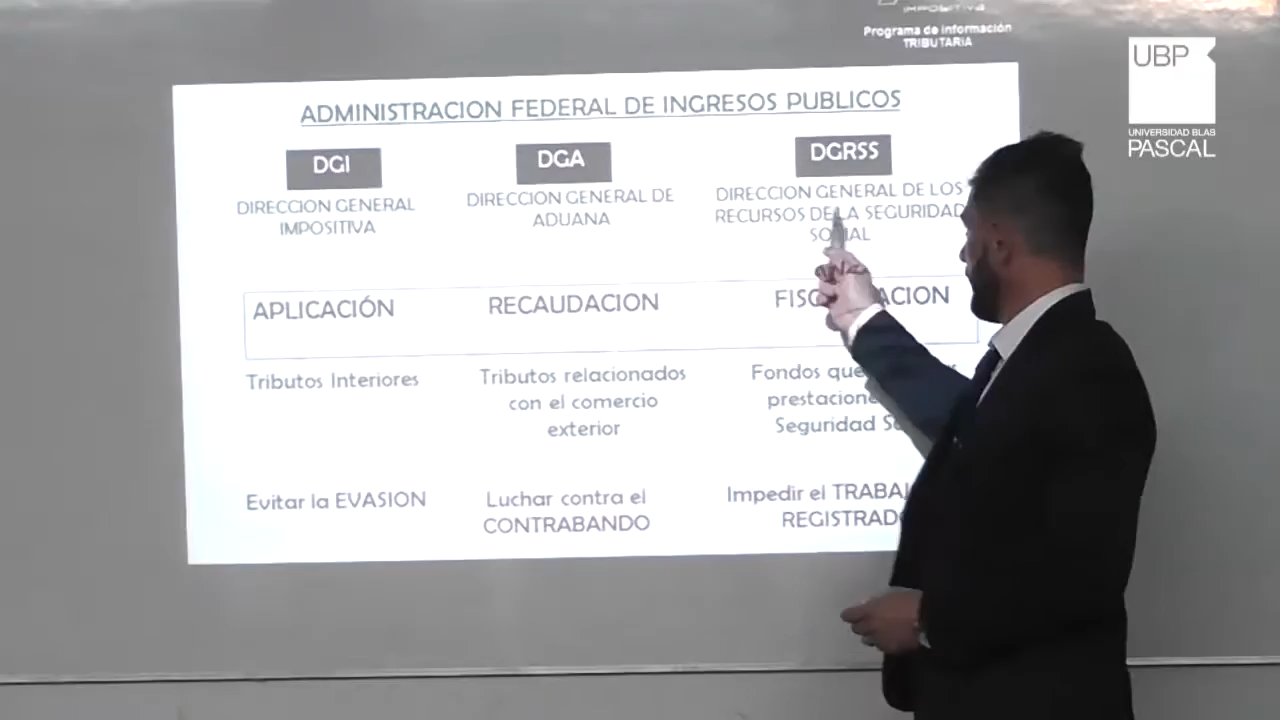 IMPOSITIVA
Programa de información
TRIBUTARIA
UBP
UNIVERSIDAD BLAS
PASCAL
ADMINISTRACION FEDERAL DE INGRESOS PUBLICOS
DGI
DIRECCION GENERAL
IMPOSITIVA
DGA
DIRECCION GENERAL DE
ADUANA
DGRSS
DIRECCION GENERAL DE LOS
RECURSOS DE LA SEGURIDAD
SOCIAL
APLICACIÓN RECAUDACION FISCALIZACION
Tributos Interiores
Tributos relacionados
con el comercio
exterior
Fondos que
Seguridad
Evitar la EVASION
Luchar contra el
CONTRABANDO
Impedir el